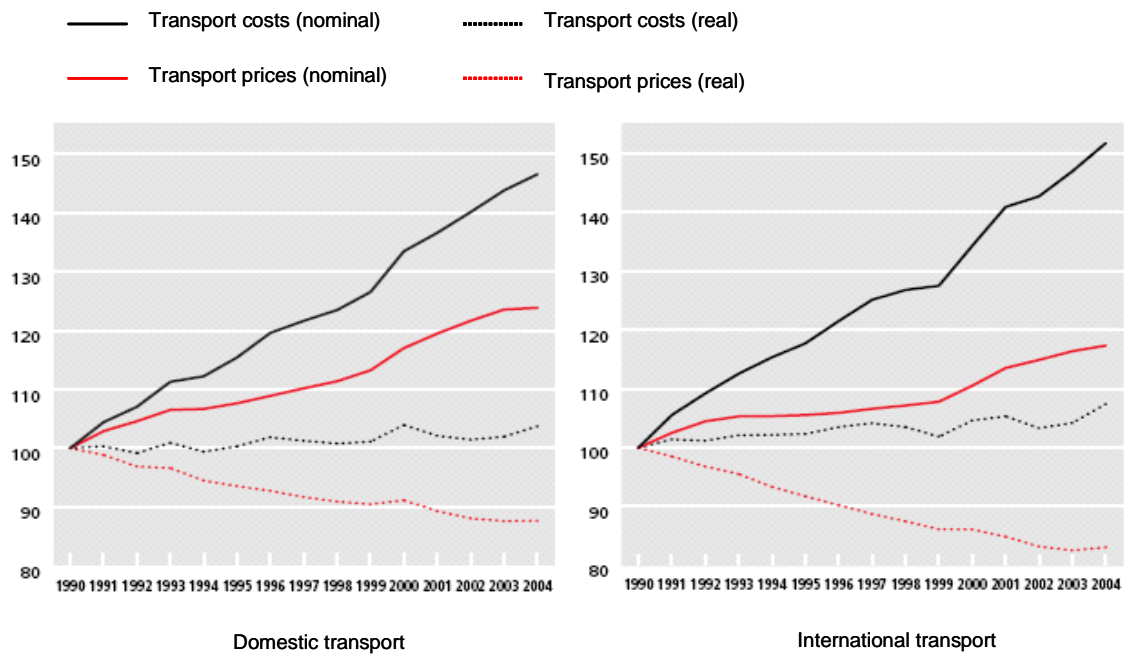 Transport costs (nominal) Transport costs (real)
Transport prices (nominal) Transport prices (real)
150
140
130
120
110
100
90
80
1990 1991 1992 1993 1994 1995 1996 1997 1998 1999 2000 2001 2002 2003 2004
Domestic transport
150
140
130
120
110
100
90
80
1990 1991 1992 1993 1994 1995 1996 1997 1998 1999 2000 2001 2002 2003 2004
International transport